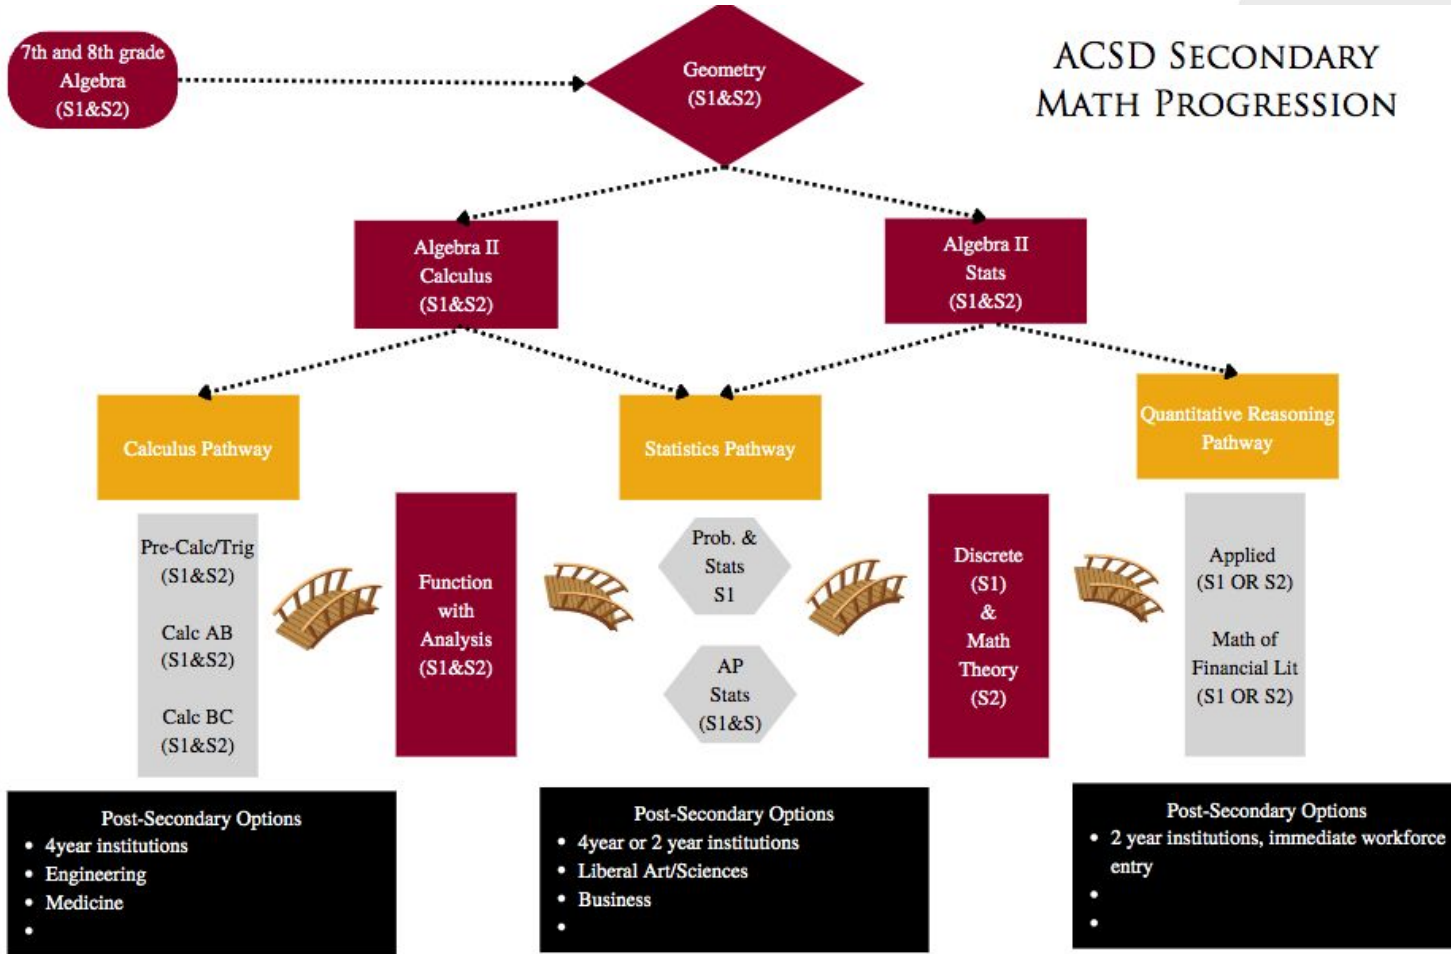 7th and 8th grade
Algebra
(S1&S2)
Geometry
(S1&S2)
ACSD SECONDARY
MATH PROGRESSION
Algebra II
Calculus
(S1&S2)
Algebra II
Stats
(S1&S2)
Calculus Pathway
Statistics Pathway
Quantitative Reasoning
Pathway
Pre-Calc/Trig
(S1&S2)
Calc AB
(S1&S2)
Calc BC
(S1&S2)
Function
with
Analysis
(S1&S2)
Prob. &
Stats
S1
AP
Stats
(S1&S)
Discrete
(S1)
&
Math
Theory
(S2)
Applied
(S1 OR S2)
Math of
Financial Lit
(S1 OR S2)
Post-Secondary Options
• 4year institutions
• Engineering
• Medicine
•
Post-Secondary Options
• 4year or 2 year institutions
• Liberal Art/Sciences
• Business
•
Post-Secondary Options
• 2 year institutions, immediate workforce
entry
•
•